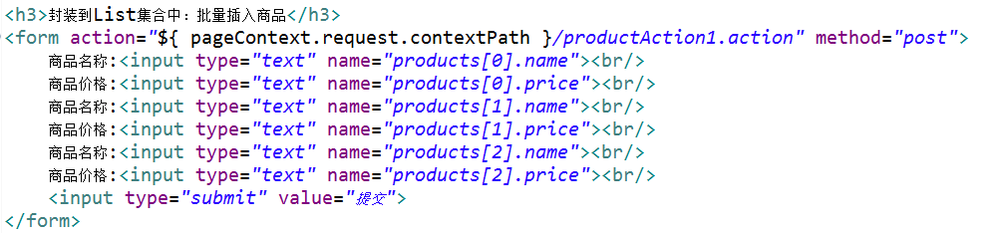 <h3>封装到List集合中：批量插入商品</h3>
<form action="${ pageContext.request.contextPath }/productAction1.action" method="post">
商品名称:<input type="text" name="products[0].name"><br/>
商品价格:<input type="text" name="products[0].price"><br/>
商品名称:<input type="text" name="products[1].name"><br/>
商品价格:<input type="text" name="products[1].price"><br/>
商品名称:<input type="text" name="products[2].name"><br/>
商品价格:<input type="text" name="products[2].price"><br/>
<input type="submit" value="提交">
</form>